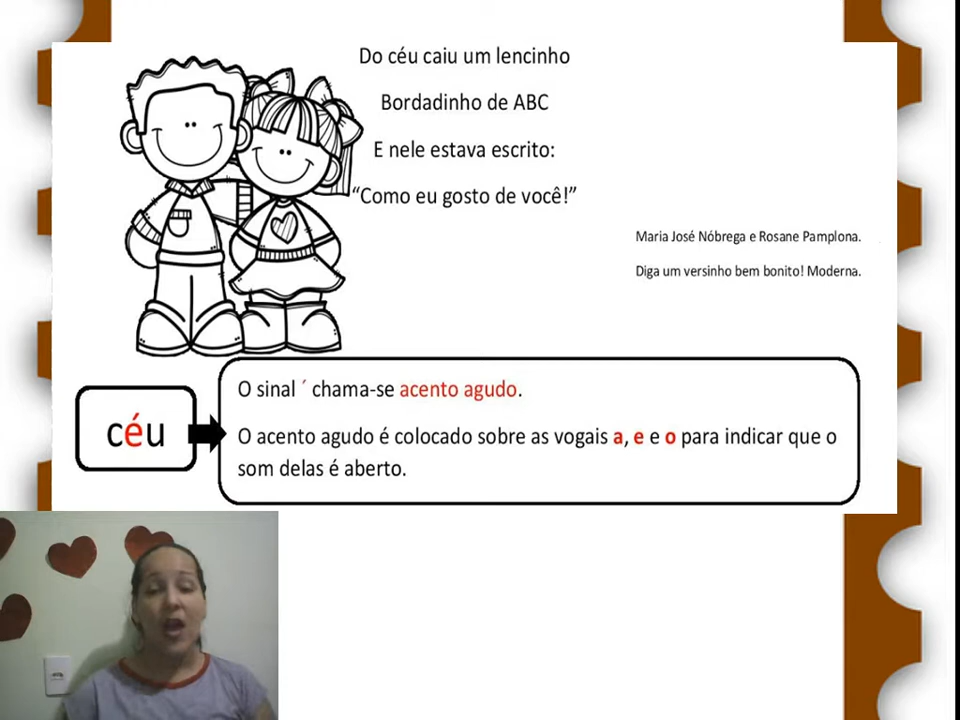 Do céu caiu um lencinho
Bordadinho de ABC
E nele estava escrito:
“Como eu gosto de você!”
Maria José Nóbrega e Rosane Pamplona.
Diga um versinho bem bonito! Moderna.
céu
O sinal ´ chama-se acento agudo.
O acento agudo é colocado sobre as vogais a, e e o para indicar que o
som delas é aberto.